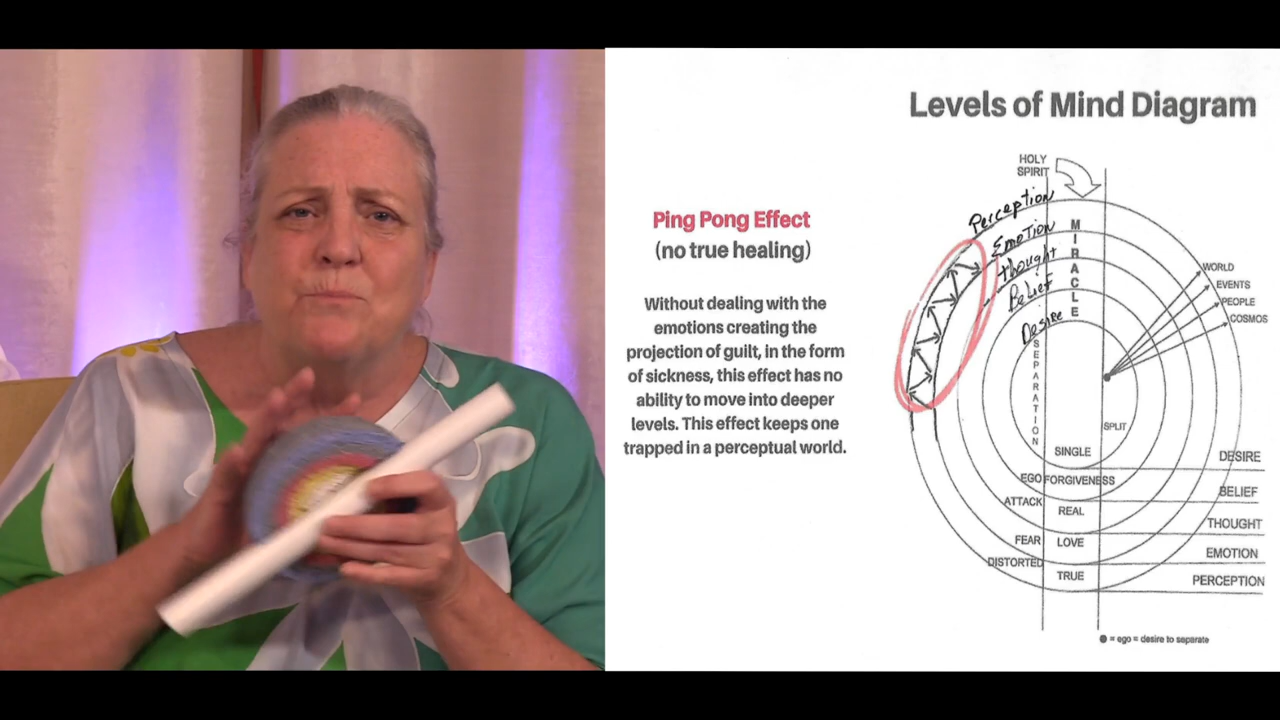 Levels of Mind Diagram
Ping Pong Effect
(no true healing)
Without dealing with the
emotions creating the
projection of guilt, in the form
of sickness, this effect has no
ability to move into deeper
levels. This effect keeps one
trapped in a perceptual world.
HOLY
SPIRIT
Perception
Emotion
thought
Belief
Desire
MIRACLE
SEPARATION
WORLD
EVENTS
PEOPLE
COSMOS
SPLIT
SINGLE
DESIRE
EGO FORGIVENESS
BELIEF
ATTACK
REAL
THOUGHT
FEAR
LOVE
EMOTION
DISTORTED
TRUE
PERCEPTION
= ego = desire to separate